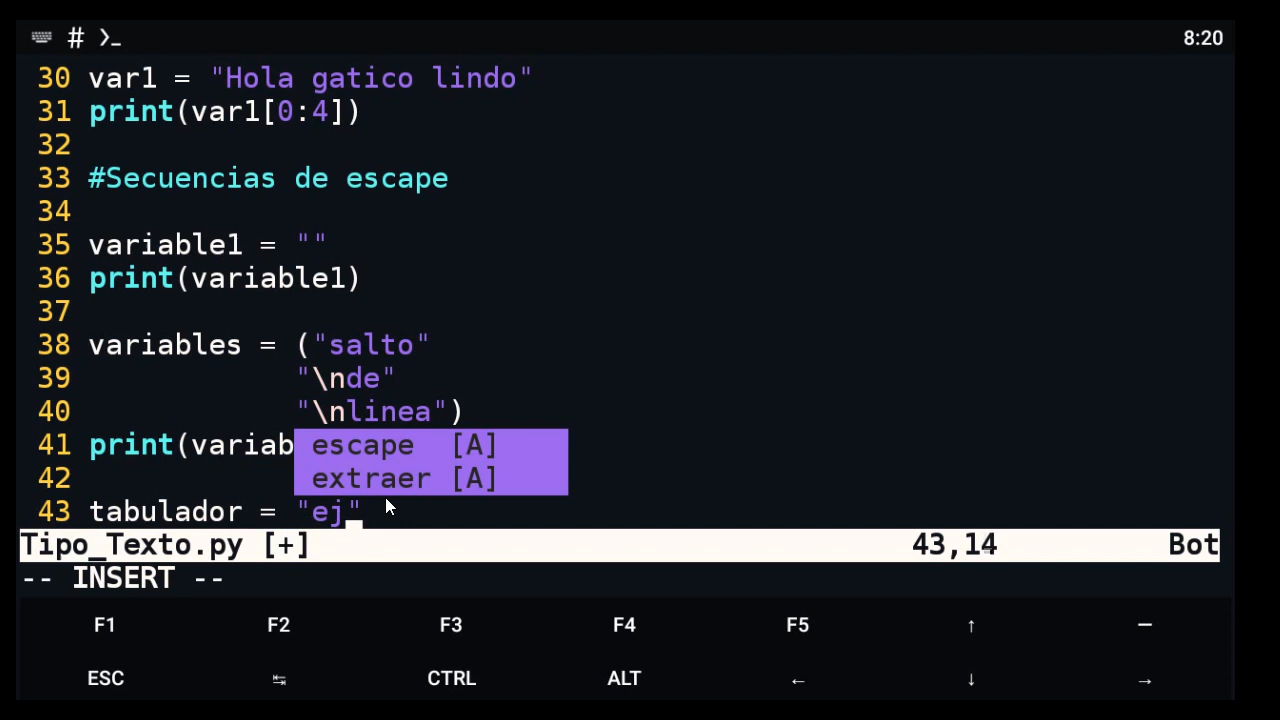 # ❯_ 8:20
30 var1 = "Hola gatico lindo"
31 print(var1[0:4])
32
33 #Secuencias de escape
34
35 variable1 = ""
36 print(variable1)
37
38 variables = ("salto"
39 "\nde"
40 "\nlinea")
41 print(variab escape [A]
42 extraer [A]
43 tabulador = "ej"
Tipo_Texto.py [+] 43,14 Bot
-- INSERT --
F1 F2 F3 F4 F5 ↑ —
ESC ↹ CTRL ALT ← ↓ →